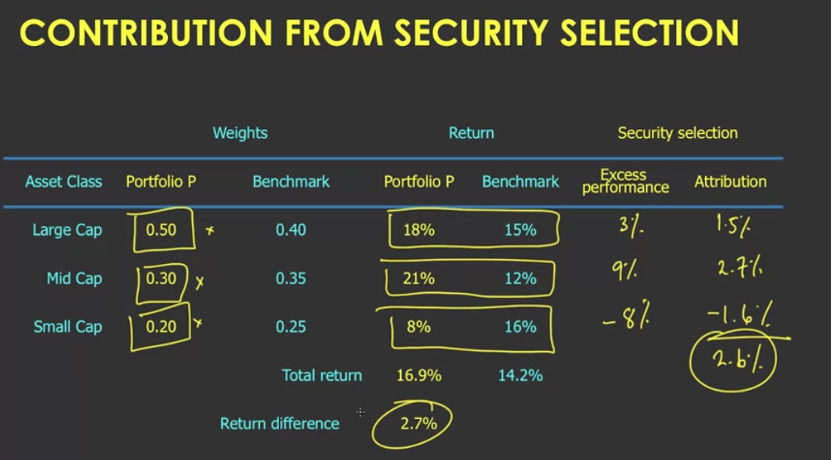 CONTRIBUTION FROM SECURITY SELECTION
Weights Return Security selection
Asset Class Portfolio P Benchmark Portfolio P Benchmark Excess performance Attribution
Large Cap 0.50 × 0.40 18% 15% 3% 1.5%
Mid Cap 0.30 × 0.35 21% 12% 9% 2.7%
Small Cap 0.20 × 0.25 8% 16% -8% -1.6%
Total return 16.9% 14.2% 2.6%
Return difference 2.7%